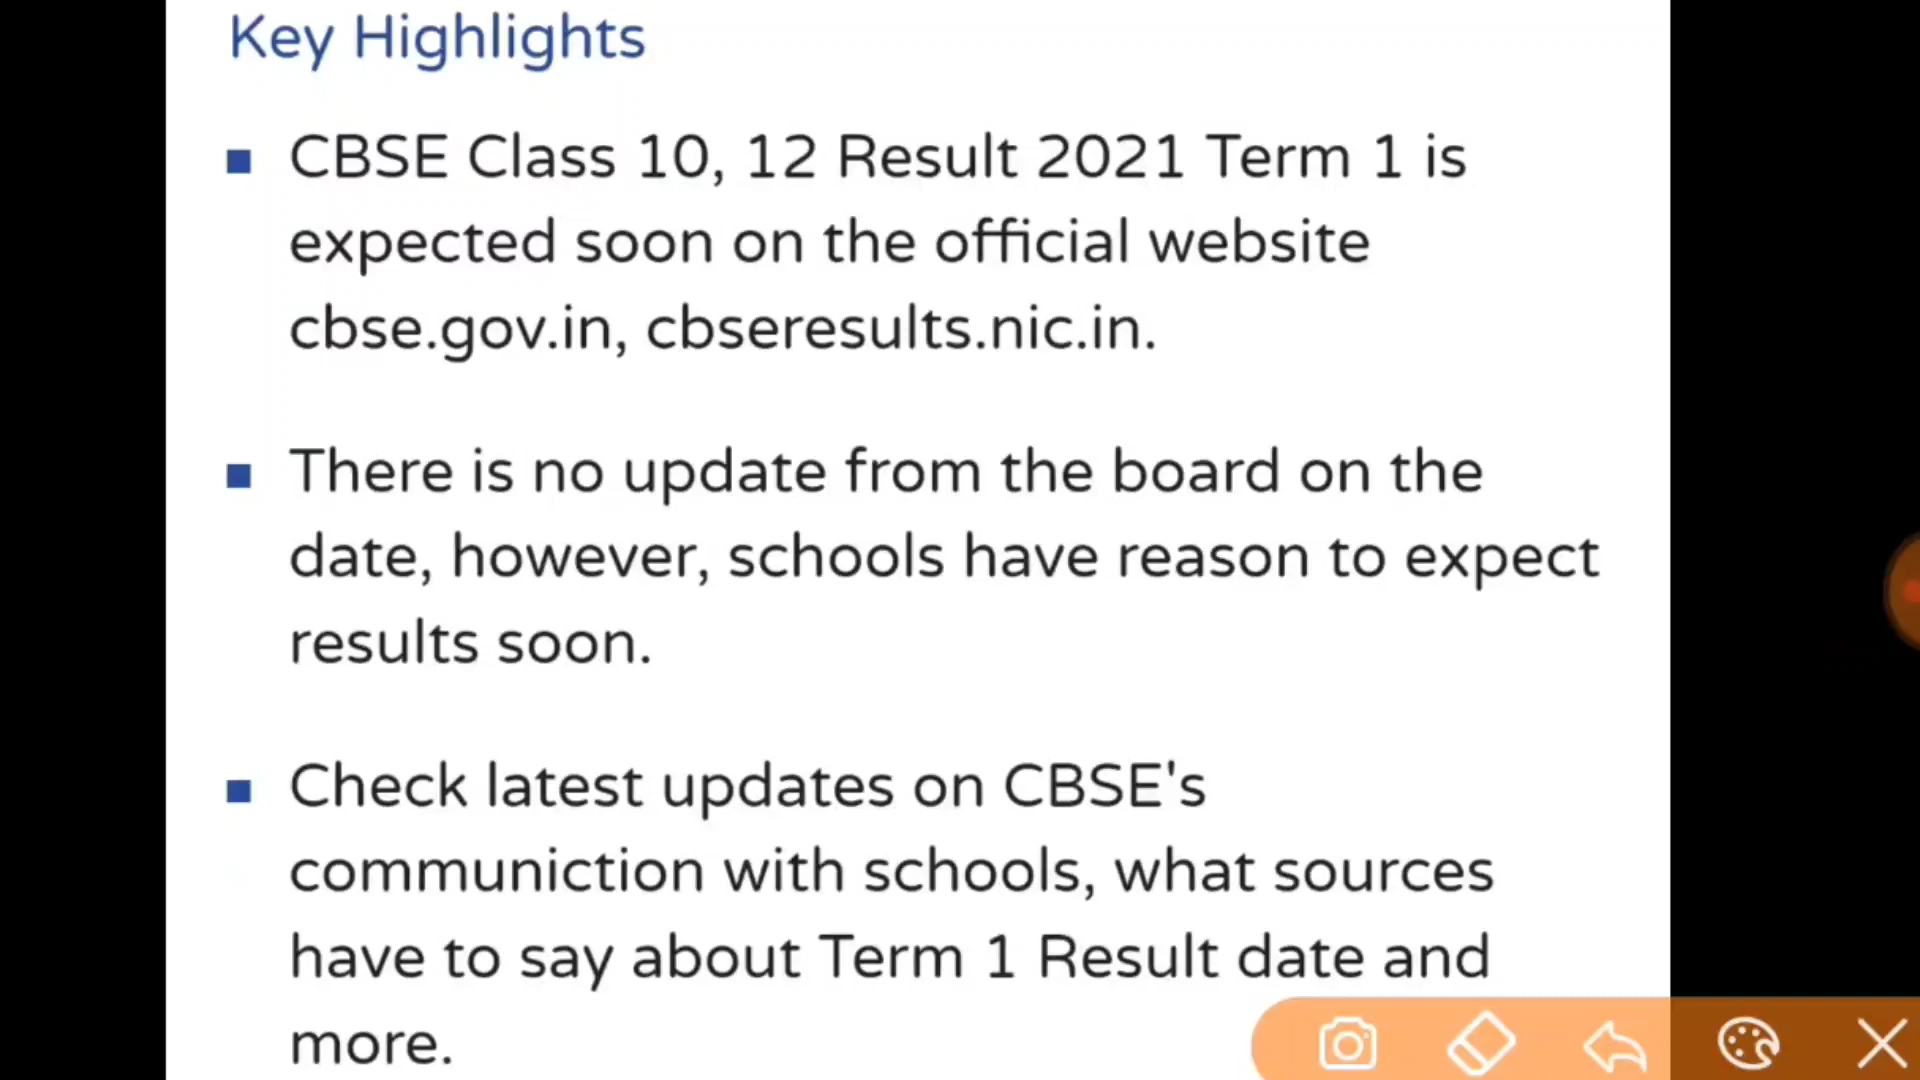 Key Highlights
CBSE Class 10, 12 Result 2021 Term 1 is
expected soon on the official website
cbse.gov.in, cbseresults.nic.in.
There is no update from the board on the
date, however, schools have reason to expect
results soon.
Check latest updates on CBSE's
communiction with schools, what sources
have to say about Term 1 Result date and
more.